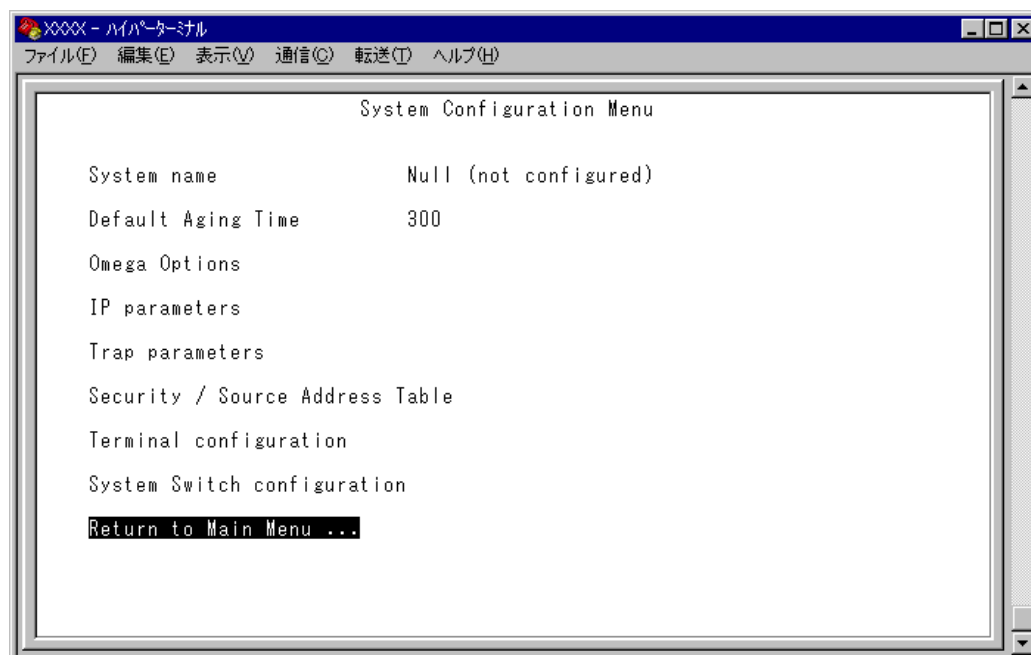 XXXX - ﾊｲﾊﾟｰﾀｰﾐﾅﾙ
ファイル(F) 編集(E) 表示(V) 通信(C) 転送(T) ヘルプ(H)
System Configuration Menu
System name Null (not configured)
Default Aging Time 300
Omega Options
IP parameters
Trap parameters
Security / Source Address Table
Terminal configuration
System Switch configuration
Return to Main Menu ...